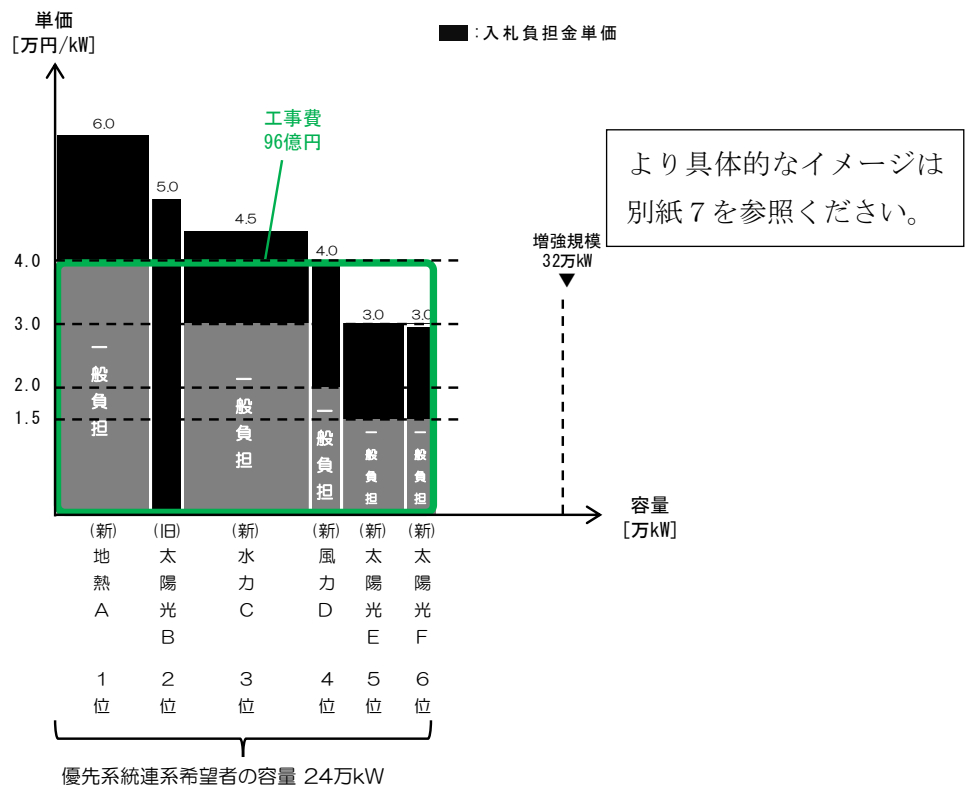 単価
[万円/kW]
■:入札負担金単価
工事費
96億円
より具体的なイメージは
別紙7を参照ください。
増強規模
32万kW
▼
6.0
5.0
4.5
4.0
3.0
3.0
4.0
3.0
2.0
1.5
一般負担
一般負担
一般負担
一般負担
一般負担
容量
[万kW]
(新)地熱A
(旧)太陽光B
(新)水力C
(新)風力D
(新)太陽光E
(新)太陽光F
1位
2位
3位
4位
5位
6位
優先系統連系希望者の容量 24万kW